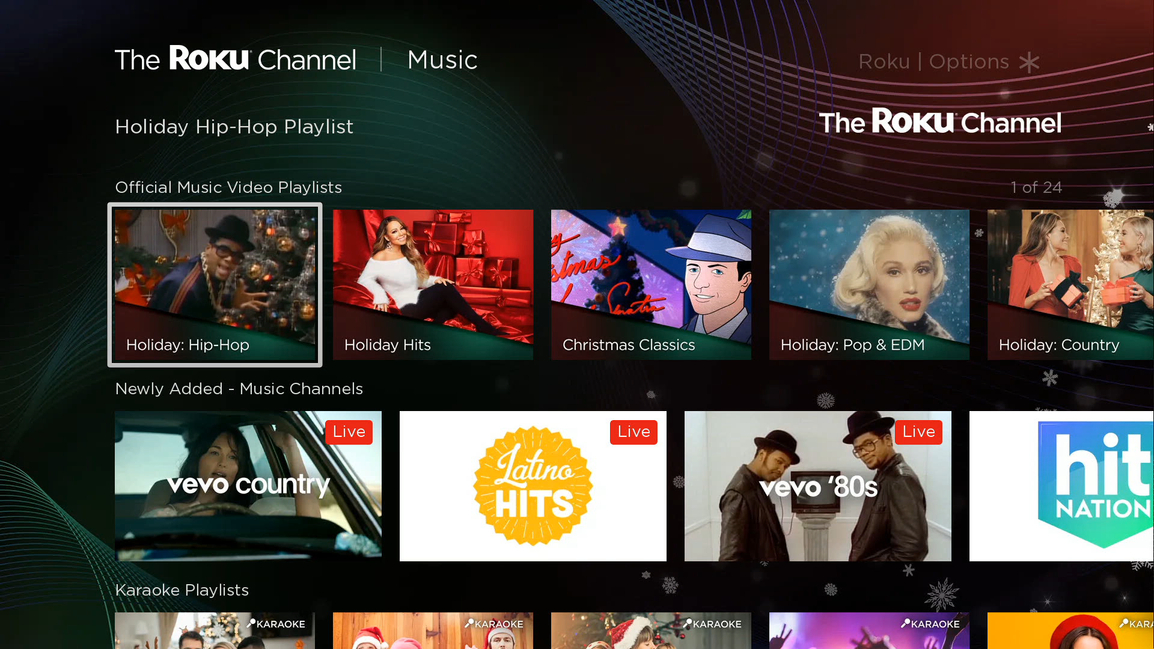 The Roku Channel | Music
Roku | Options
Holiday Hip-Hop Playlist
The Roku Channel
Official Music Video Playlists
1 of 24
Holiday: Hip-Hop
Holiday Hits
Christmas Classics
Holiday: Pop & EDM
Holiday: Country
Newly Added - Music Channels
Live
Live
Live
vevo country
Latino
HITS
vevo '80s
hit
NATION
Karaoke Playlists
KARAOKE
KARAOKE
KARAOKE
KARAOKE